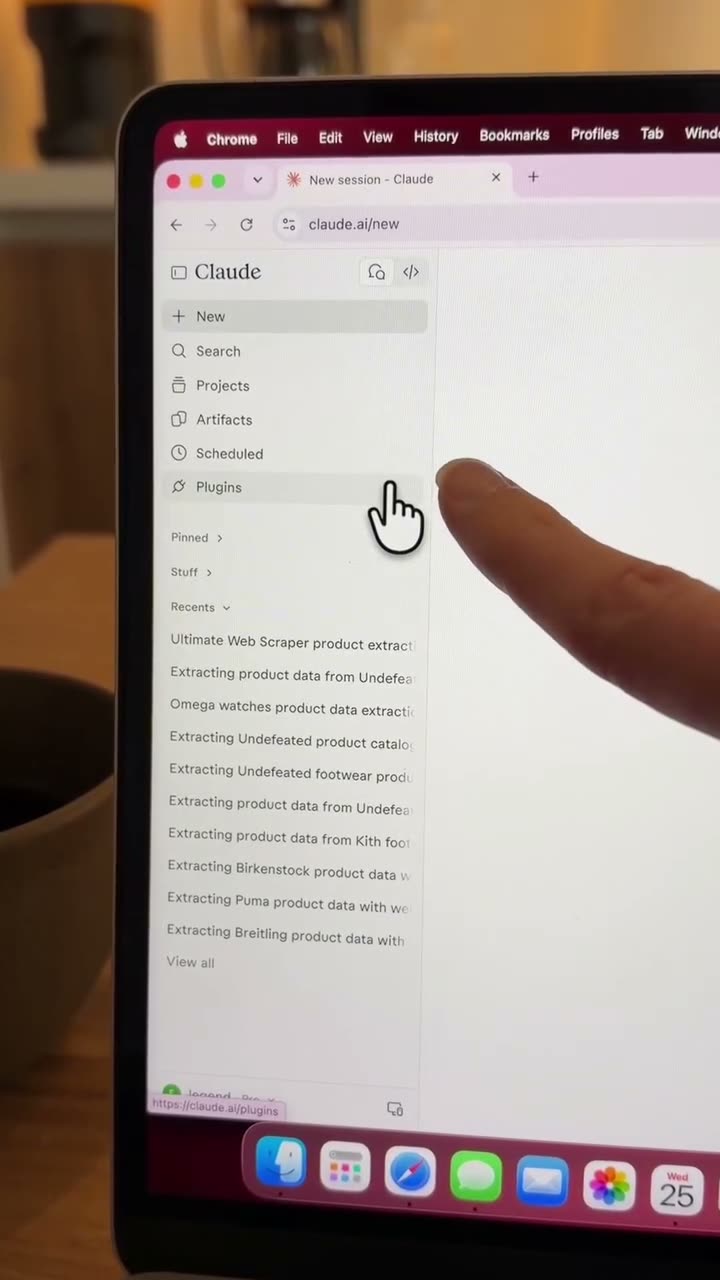 Chrome File Edit View History Bookmarks Profiles Tab
New session - Claude
claude.ai/new
Claude
New
Search
Projects
Artifacts
Scheduled
Plugins
Pinned
Stuff
Recents
Ultimate Web Scraper product extract
Extracting product data from Undefea
Omega watches product data extracti
Extracting Undefeated product catalo
Extracting Undefeated footwear produ
Extracting product data from Undefea
Extracting product data from Kith foot
Extracting Birkenstock product data w
Extracting Puma product data with we
Extracting Breitling product data with
View all
https://claude.ai/plugins
Wed
25